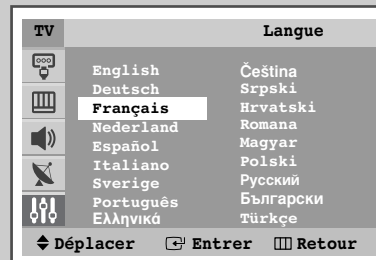 TV Langue
English
Deutsch
Français
Nederland
Español
Italiano
Sverige
Português
Ελληνικά
Čeština
Srpski
Hrvatski
Romana
Magyar
Polski
Русский
Български
Türkçe
Déplacer Entrer Retour